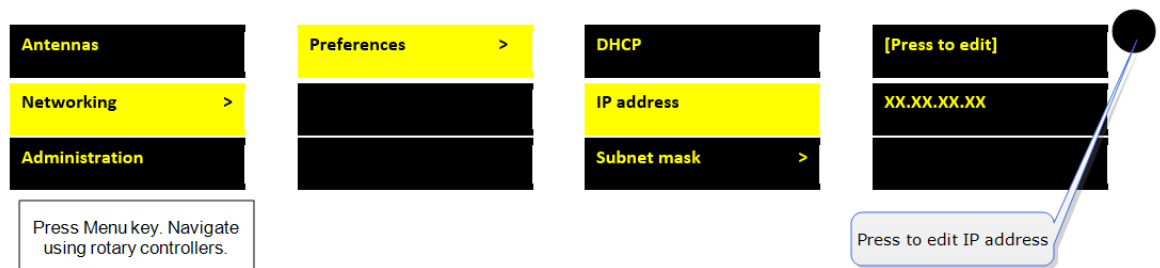 Antennas
Networking >
Administration
Preferences >
DHCP
IP address
Subnet mask >
[Press to edit]
XX.XX.XX.XX
Press Menu key. Navigate
using rotary controllers.
Press to edit IP address